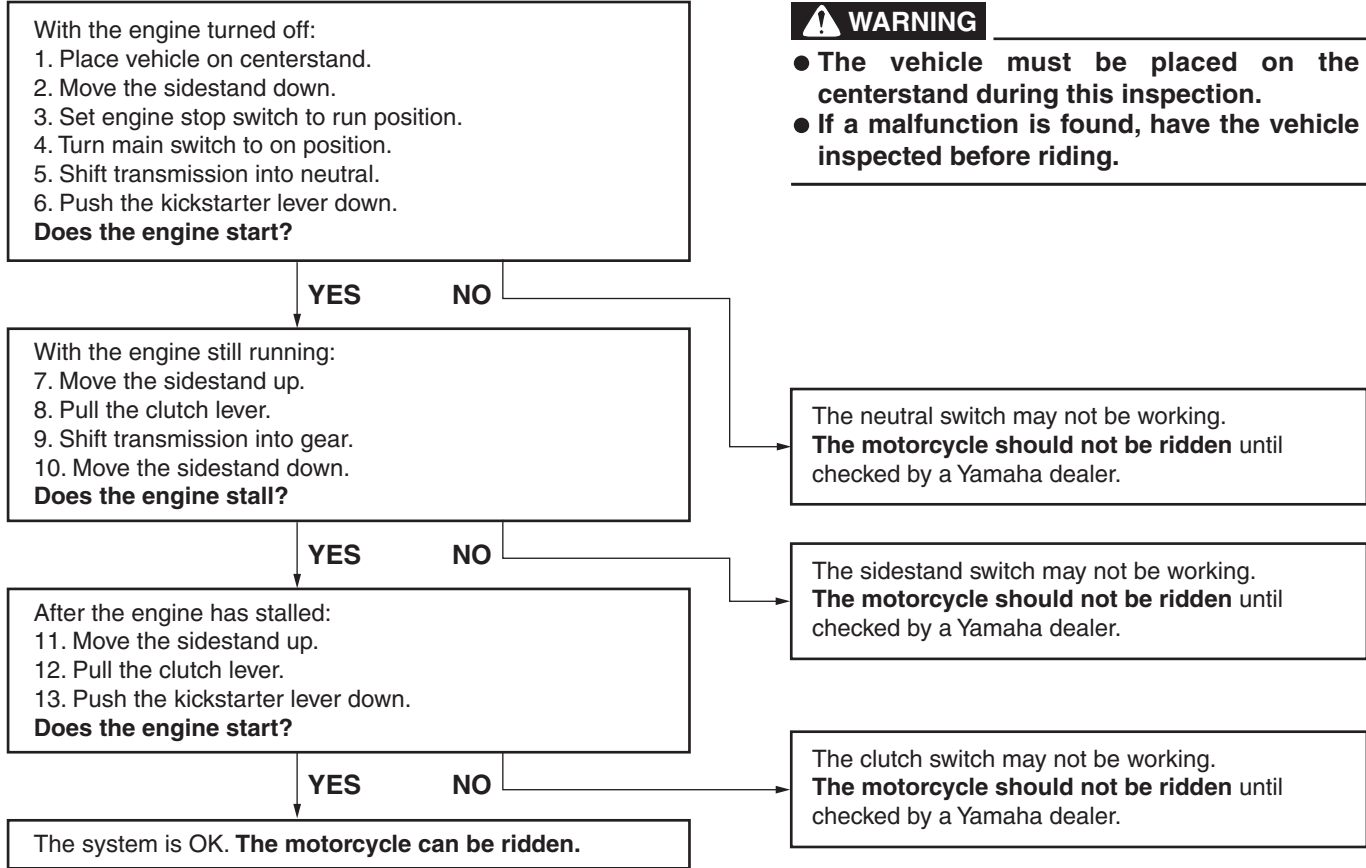 With the engine turned off:
1. Place vehicle on centerstand.
2. Move the sidestand down.
3. Set engine stop switch to run position.
4. Turn main switch to on position.
5. Shift transmission into neutral.
6. Push the kickstarter lever down.
Does the engine start?
WARNING
● The vehicle must be placed on the
centerstand during this inspection.
● If a malfunction is found, have the vehicle
inspected before riding.
YES NO
With the engine still running:
7. Move the sidestand up.
8. Pull the clutch lever.
9. Shift transmission into gear.
10. Move the sidestand down.
Does the engine stall?
The neutral switch may not be working.
The motorcycle should not be ridden until
checked by a Yamaha dealer.
YES NO
After the engine has stalled:
11. Move the sidestand up.
12. Pull the clutch lever.
13. Push the kickstarter lever down.
Does the engine start?
The sidestand switch may not be working.
The motorcycle should not be ridden until
checked by a Yamaha dealer.
YES NO
The system is OK. The motorcycle can be ridden.
The clutch switch may not be working.
The motorcycle should not be ridden until
checked by a Yamaha dealer.